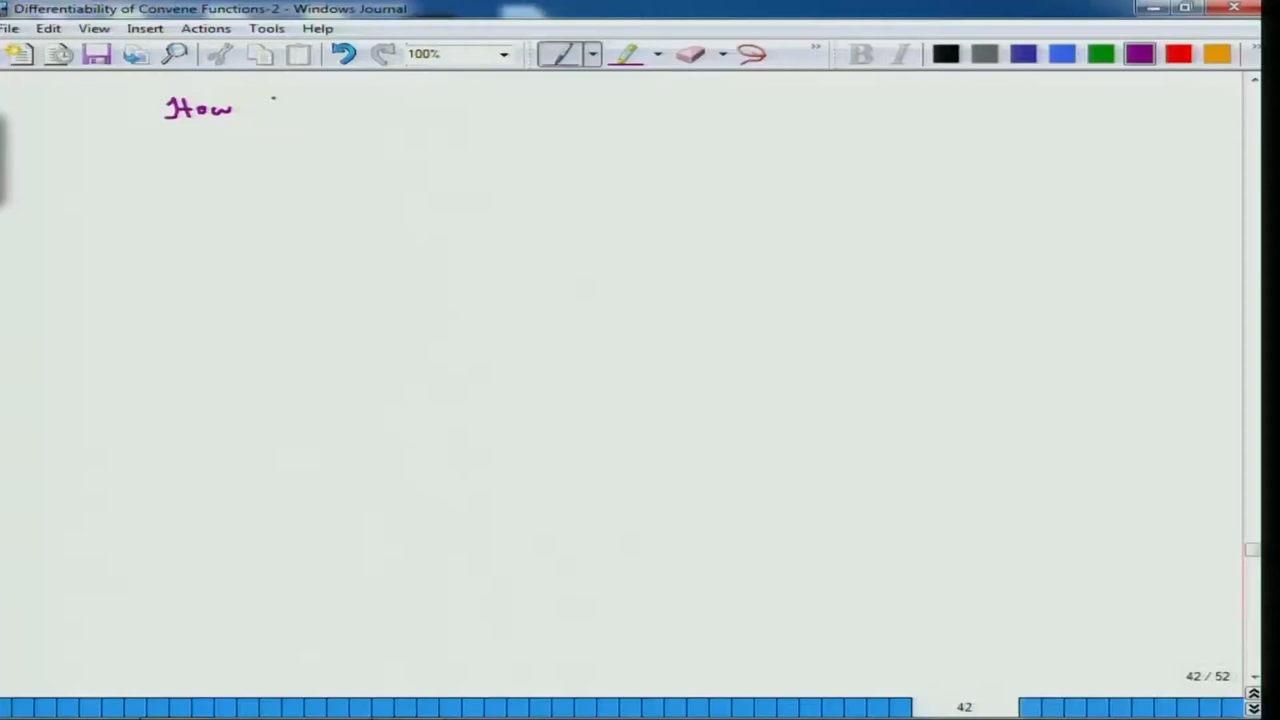 Differentiability of Convene Functions-2 - Windows Journal
File Edit View Insert Actions Tools Help
100%
B I
How
42 / 52
42